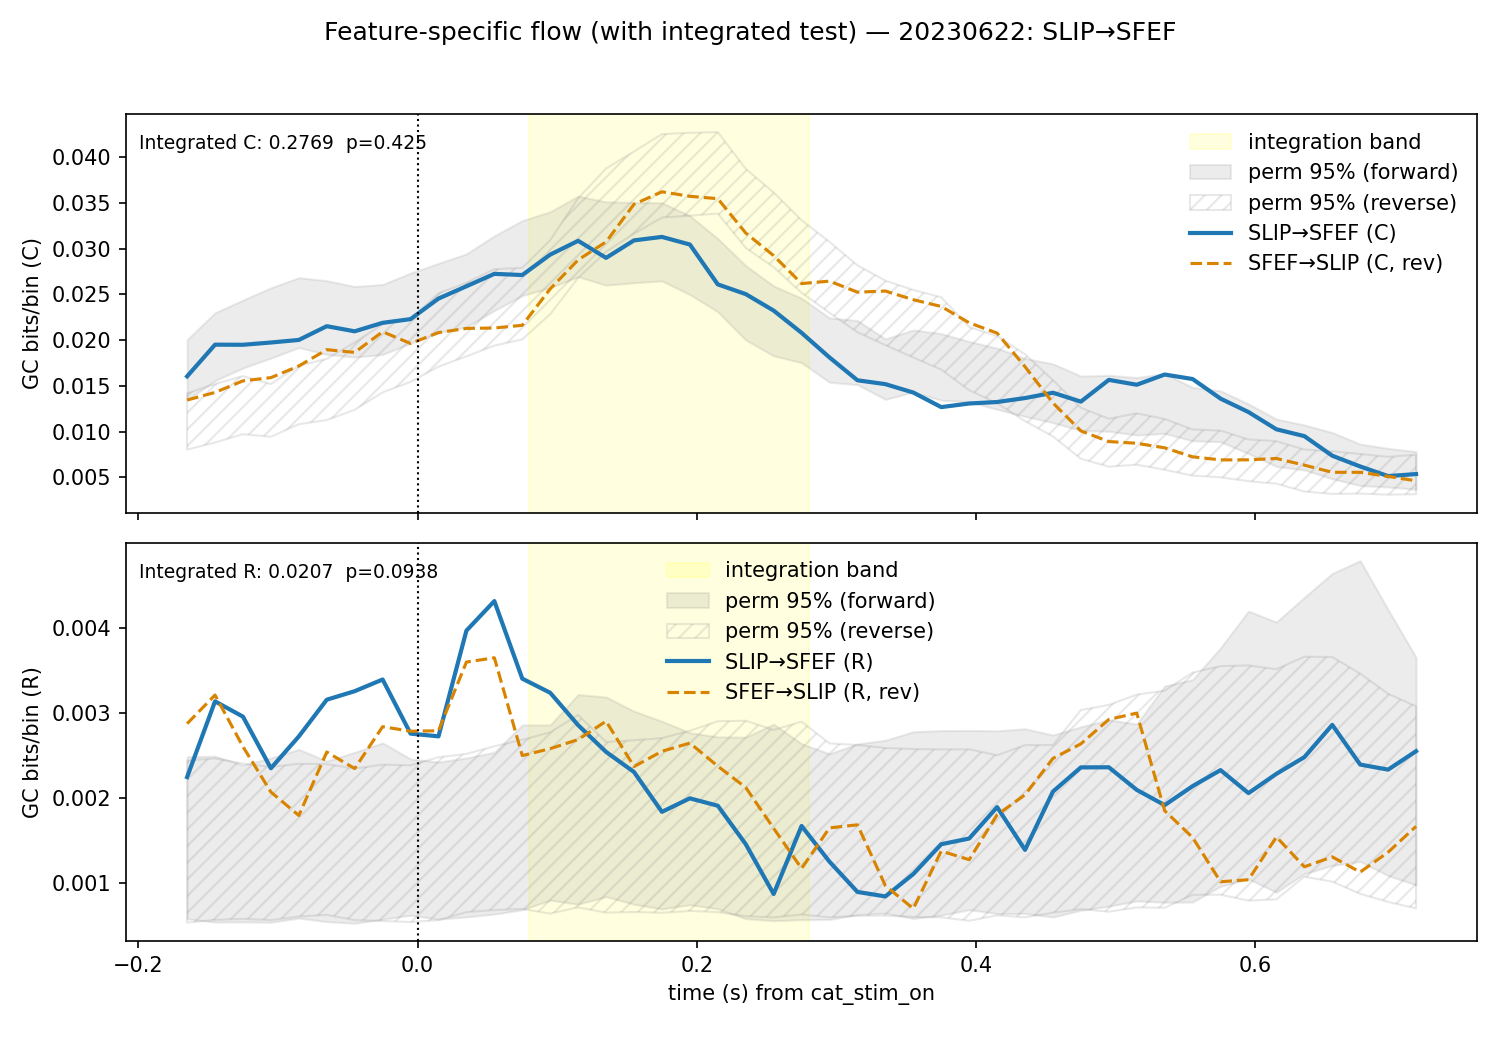 Feature-specific flow (with integrated test) — 20230622: SLIP→SFEF
Integrated C: 0.2769  p=0.425
integration band
perm 95% (forward)
perm 95% (reverse)
SLIP→SFEF (C)
SFEF→SLIP (C, rev)
GC bits/bin (C)
0.040
0.035
0.030
0.025
0.020
0.015
0.010
0.005
Integrated R: 0.0207  p=0.0938
integration band
perm 95% (forward)
perm 95% (reverse)
SLIP→SFEF (R)
SFEF→SLIP (R, rev)
GC bits/bin (R)
0.004
0.003
0.002
0.001
−0.2
0.0
0.2
0.4
0.6
time (s) from cat_stim_on